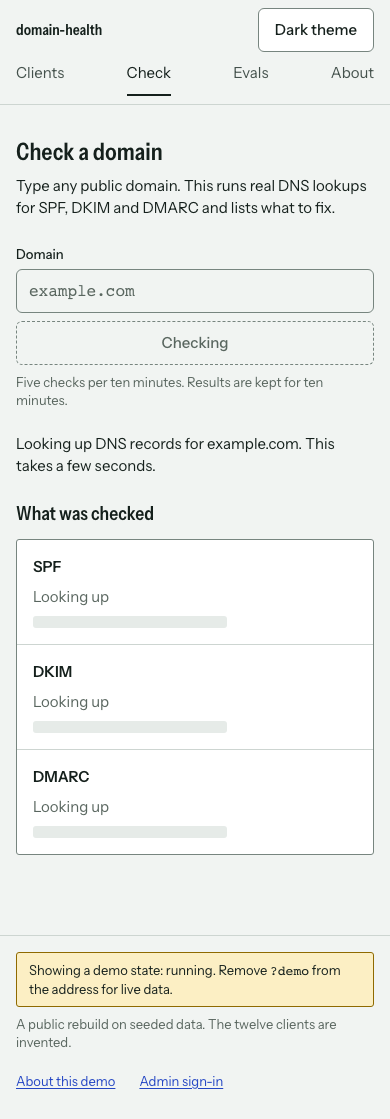 domain-health
Dark theme
Clients Check Evals About
Check a domain
Type any public domain. This runs real DNS lookups
for SPF, DKIM and DMARC and lists what to fix.
Domain
example.com
Checking
Five checks per ten minutes. Results are kept for ten
minutes.
Looking up DNS records for example.com. This
takes a few seconds.
What was checked
SPF
Looking up
DKIM
Looking up
DMARC
Looking up
Showing a demo state: running. Remove ?demo from
the address for live data.
A public rebuild on seeded data. The twelve clients are
invented.
About this demo Admin sign-in